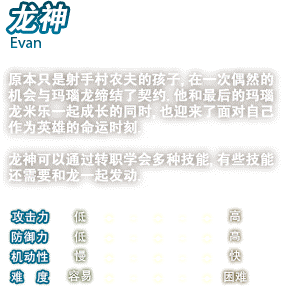 龙神
Evan
原本只是射手村农夫的孩子, 在一次偶然的
机会与玛瑙龙缔结了契约. 他和最后的玛瑙
龙米乐一起成长的同时, 也迎来了面对自己
作为英雄的命运时刻.
龙神可以通过转职学会多种技能, 有些技能
还需要和龙一起发动.
攻击力 低 高
防御力 低 高
机动性 慢 快
难 度 容易 困难